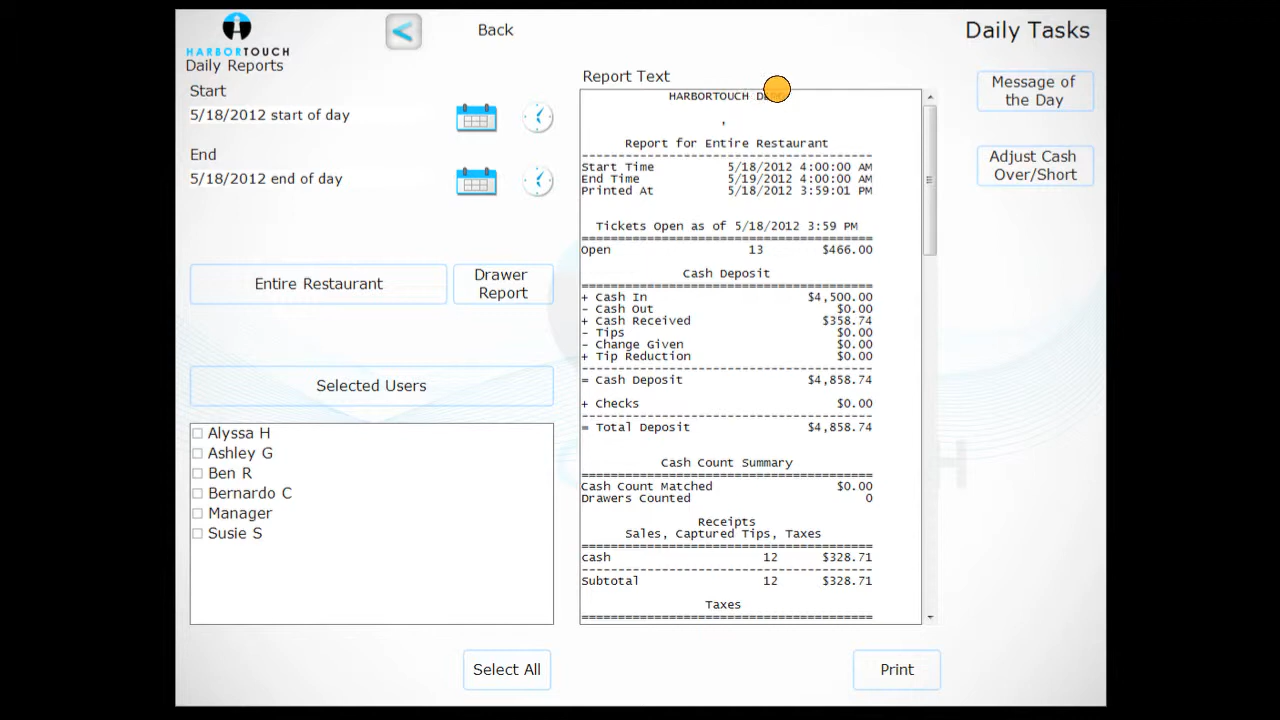 HARBORTOUCH
Daily Reports
Back
Daily Tasks
Start
5/18/2012 start of day
End
5/18/2012 end of day
Entire Restaurant
Drawer
Report
Selected Users
Alyssa H
Ashley G
Ben R
Bernardo C
Manager
Susie S
Select All
Report Text
HARBORTOUCH
,
Report for Entire Restaurant
----------------------------------------
Start Time 5/18/2012 4:00:00 AM
End Time 5/19/2012 4:00:00 AM
Printed At 5/18/2012 3:59:01 PM
Tickets Open as of 5/18/2012 3:59 PM
========================================
Open 13 $466.00
Cash Deposit
========================================
+ Cash In $4,500.00
- Cash Out $0.00
+ Cash Received $358.74
- Tips $0.00
- Change Given $0.00
+ Tip Reduction $0.00
----------------------------------------
= Cash Deposit $4,858.74
+ Checks $0.00
----------------------------------------
= Total Deposit $4,858.74
Cash Count Summary
========================================
Cash Count Matched $0.00
Drawers Counted 0
Receipts
Sales, Captured Tips, Taxes
========================================
cash 12 $328.71
----------------------------------------
Subtotal 12 $328.71
Taxes
========================================
Print
Message of
the Day
Adjust Cash
Over/Short